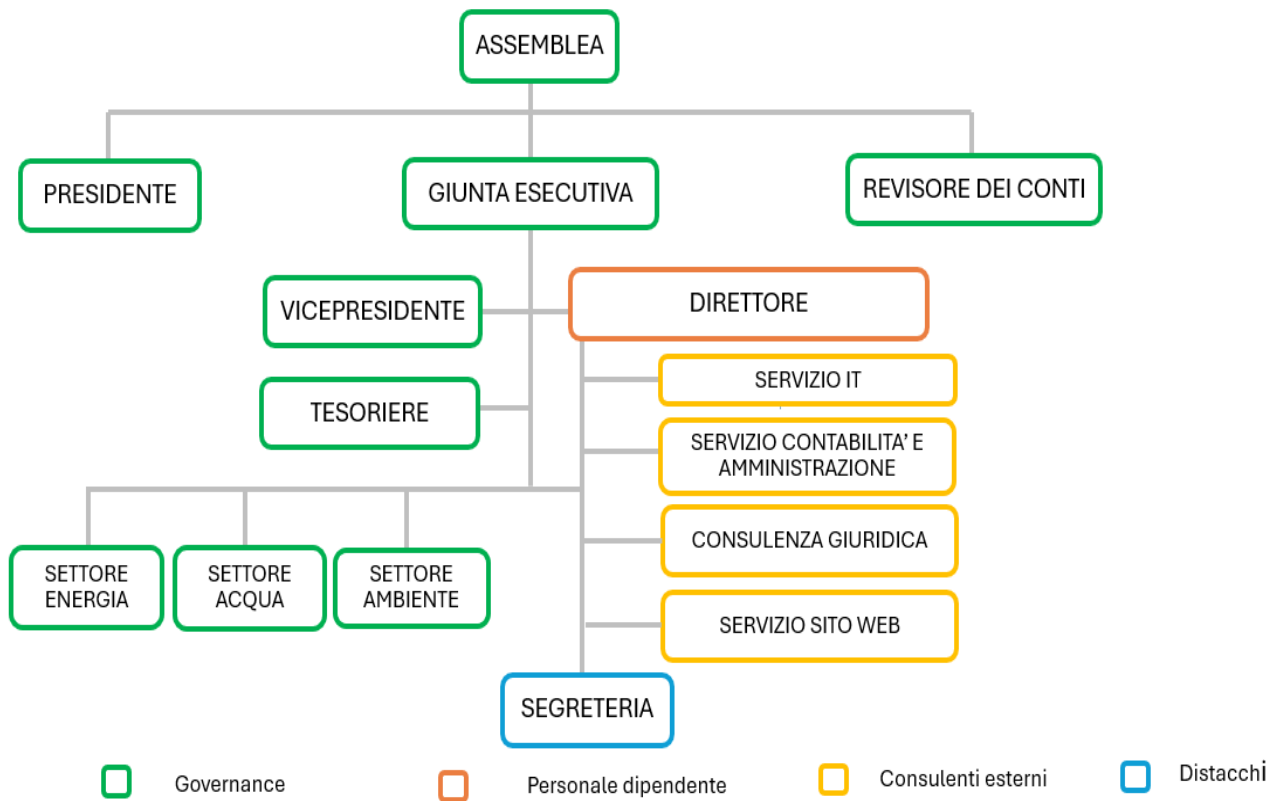 ASSEMBLEA
PRESIDENTE
GIUNTA ESECUTIVA
REVISORE DEI CONTI
VICEPRESIDENTE
DIRETTORE
TESORIERE
SERVIZIO IT
SERVIZIO CONTABILITA' E
AMMINISTRAZIONE
CONSULENZA GIURIDICA
SERVIZIO SITO WEB
SETTORE
ENERGIA
SETTORE
ACQUA
SETTORE
AMBIENTE
SEGRETERIA
Governance
Personale dipendente
Consulenti esterni
Distacchi